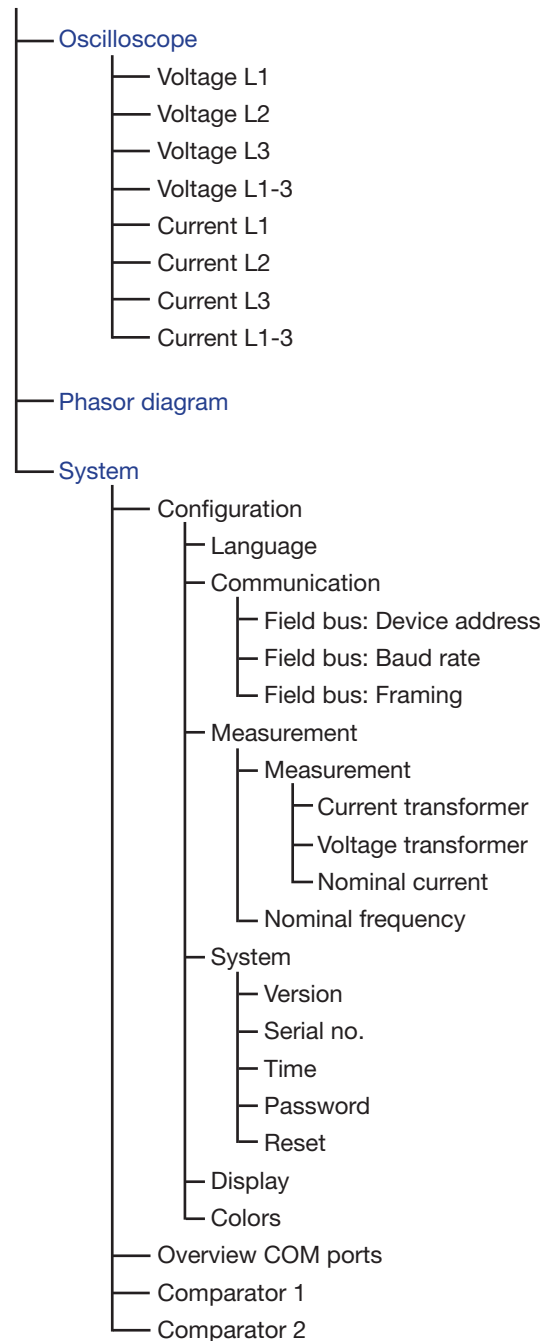 Oscilloscope
Voltage L1
Voltage L2
Voltage L3
Voltage L1-3
Current L1
Current L2
Current L3
Current L1-3
Phasor diagram
System
Configuration
Language
Communication
Field bus: Device address
Field bus: Baud rate
Field bus: Framing
Measurement
Measurement
Current transformer
Voltage transformer
Nominal current
Nominal frequency
System
Version
Serial no.
Time
Password
Reset
Display
Colors
Overview COM ports
Comparator 1
Comparator 2